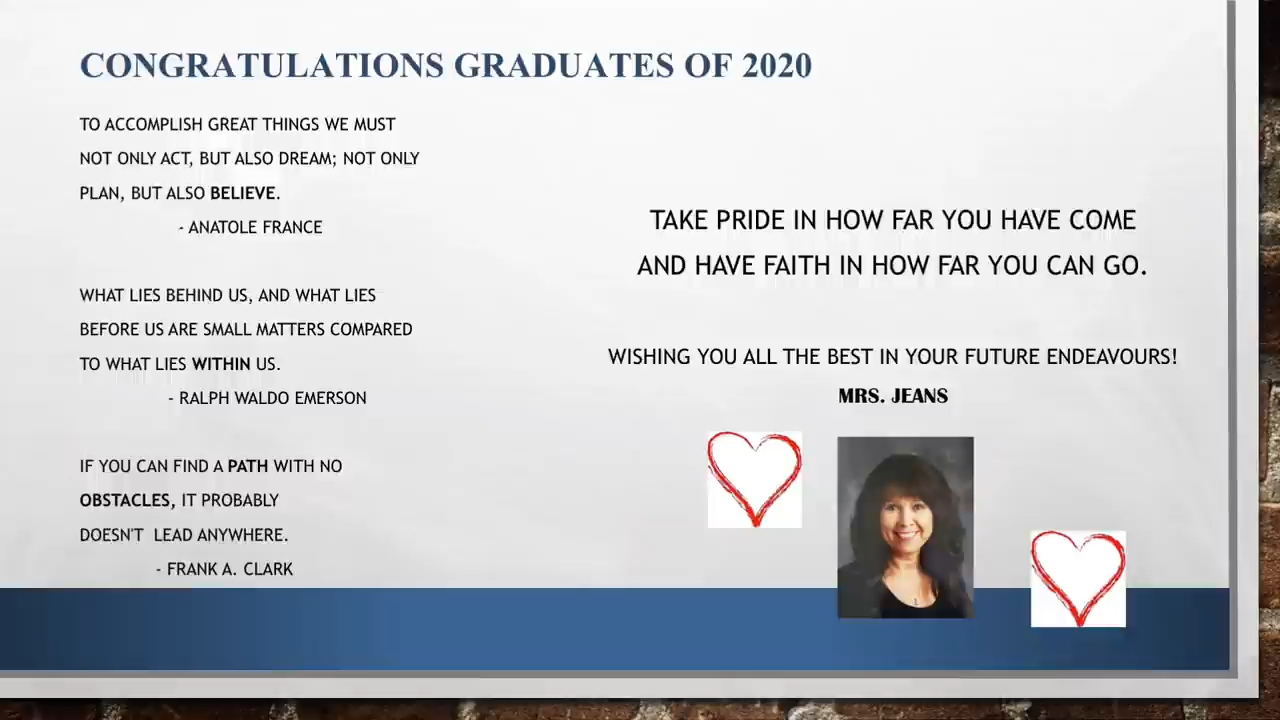 CONGRATULATIONS GRADUATES OF 2020
TO ACCOMPLISH GREAT THINGS WE MUST
NOT ONLY ACT, BUT ALSO DREAM; NOT ONLY
PLAN, BUT ALSO BELIEVE.
- ANATOLE FRANCE
WHAT LIES BEHIND US, AND WHAT LIES
BEFORE US ARE SMALL MATTERS COMPARED
TO WHAT LIES WITHIN US.
- RALPH WALDO EMERSON
IF YOU CAN FIND A PATH WITH NO
OBSTACLES, IT PROBABLY
DOESN'T LEAD ANYWHERE.
- FRANK A. CLARK
TAKE PRIDE IN HOW FAR YOU HAVE COME
AND HAVE FAITH IN HOW FAR YOU CAN GO.
WISHING YOU ALL THE BEST IN YOUR FUTURE ENDEAVOURS!
MRS. JEANS